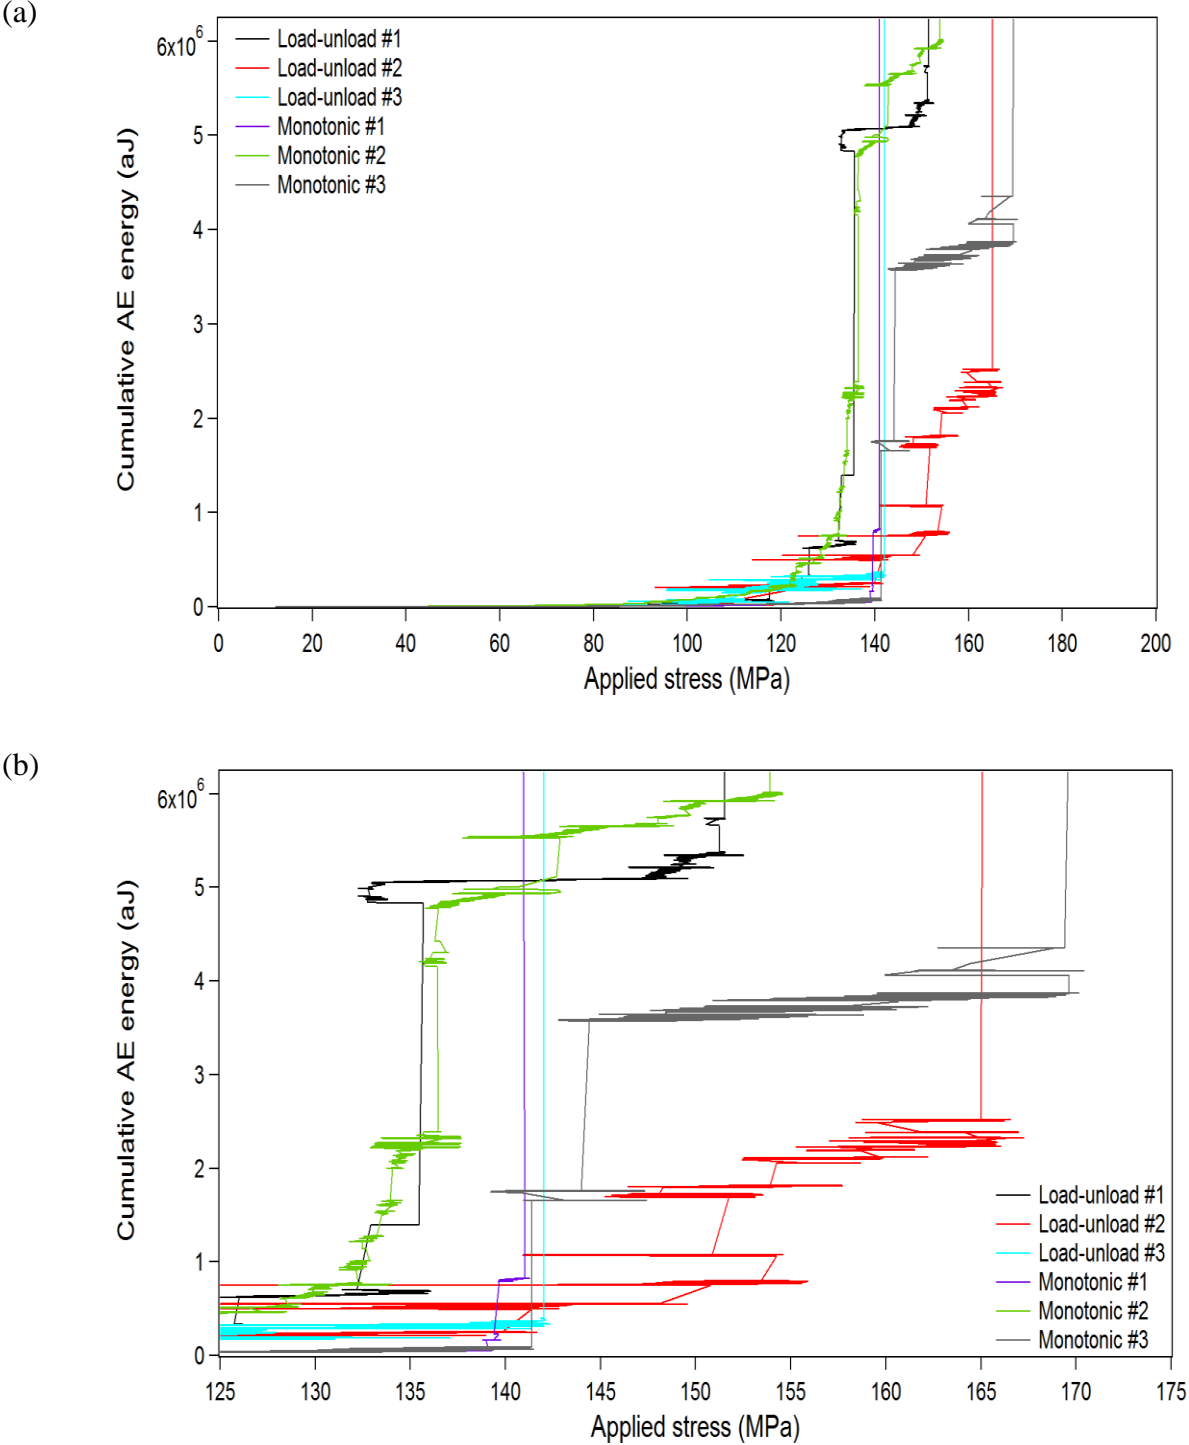 (a)
Cumulative AE energy (aJ)
6x10⁶
5
4
3
2
1
0
Load-unload #1
Load-unload #2
Load-unload #3
Monotonic #1
Monotonic #2
Monotonic #3
0 20 40 60 80 100 120 140 160 180 200
Applied stress (MPa)
(b)
Cumulative AE energy (aJ)
6x10⁶
5
4
3
2
1
0
Load-unload #1
Load-unload #2
Load-unload #3
Monotonic #1
Monotonic #2
Monotonic #3
125 130 135 140 145 150 155 160 165 170 175
Applied stress (MPa)